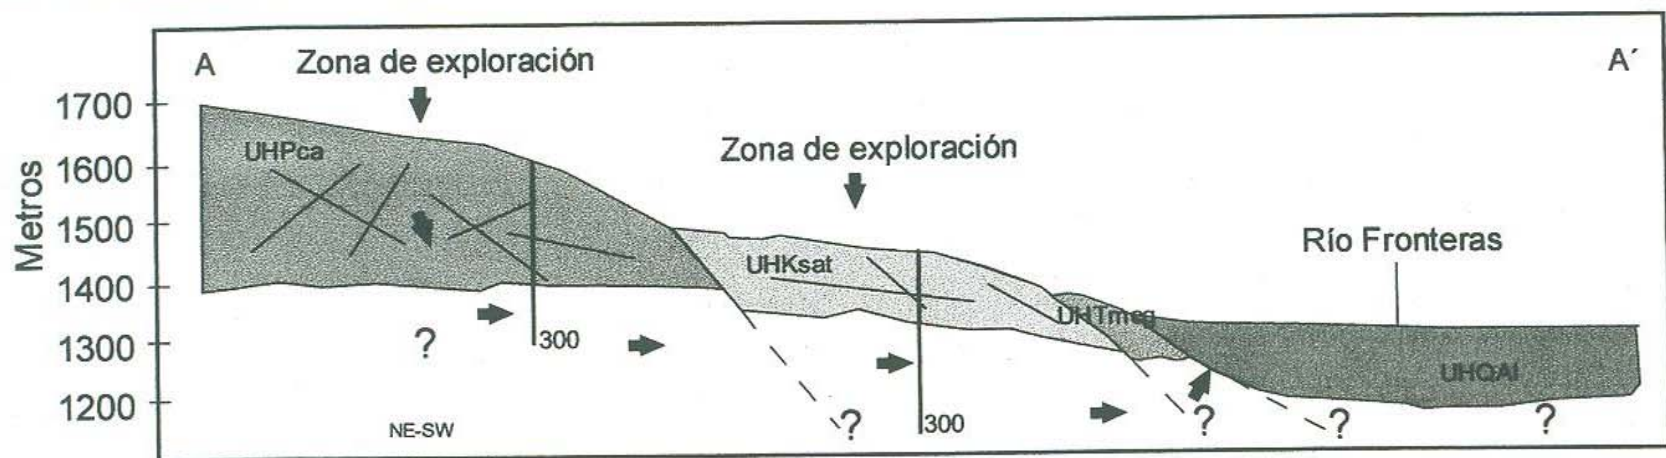 A
Zona de exploración
A´
Zona de exploración
Metros
1700
1600
1500
1400
1300
1200
UHPca
UHKsat
UHTmeg
UHQAl
Río Fronteras
?
300
?
300
?
?
?
NE-SW